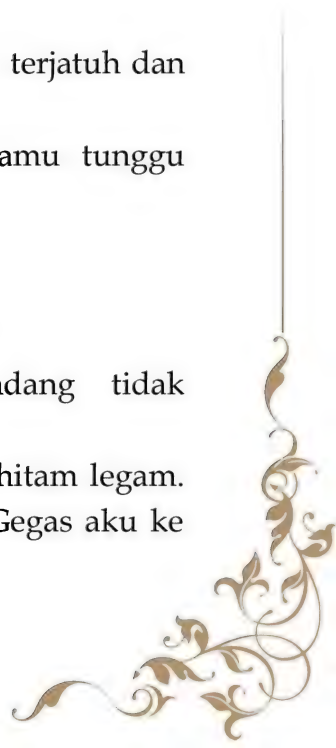 terjatuh dan
amu tunggu
dang tidak
hitam legam.
Gegas aku ke